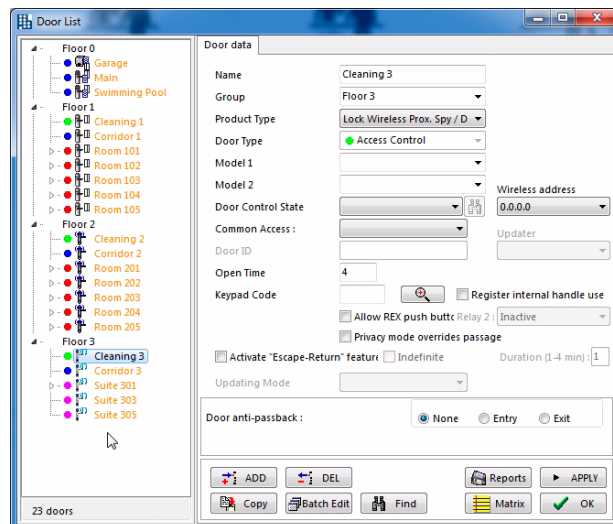 Door List
Floor 0
Garage
Main
Swimming Pool
Floor 1
Cleaning 1
Corridor 1
Room 101
Room 102
Room 103
Room 104
Room 105
Floor 2
Cleaning 2
Corridor 2
Room 201
Room 202
Room 203
Room 204
Room 205
Floor 3
Cleaning 3
Corridor 3
Suite 301
Suite 303
Suite 305
23 doors
Door data
Name Cleaning 3
Group Floor 3
Product Type Lock Wireless Prox. Spy / D
Door Type Access Control
Model 1
Model 2
Wireless address
Door Control State 0.0.0.0
Common Access : Updater
Door ID
Open Time 4
Keypad Code Register internal handle use
Allow REX push buttc Relay 2 : Inactive
Privacy mode overrides passage
Activate "Escape-Return" feature Indefinite Duration (1-4 min) : 1
Updating Mode
Door anti-passback : None Entry Exit
ADD DEL Reports APPLY
Copy Batch Edit Find Matrix OK